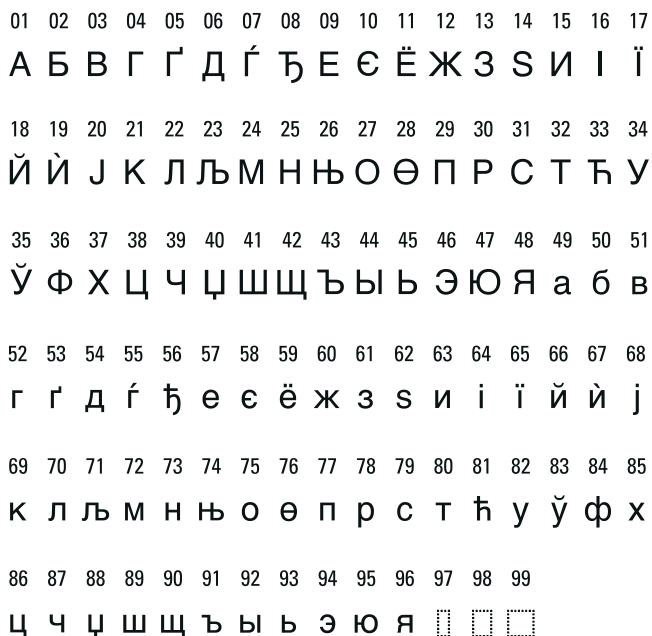 01 02 03 04 05 06 07 08 09 10 11 12 13 14 15 16 17
А Б В Г Ґ Д Ѓ Ђ Е Є Ё Ж З Ѕ И І Ї
18 19 20 21 22 23 24 25 26 27 28 29 30 31 32 33 34
Й Ѝ Ј К Л Љ М Н Њ О Ө П Р С Т Ћ У
35 36 37 38 39 40 41 42 43 44 45 46 47 48 49 50 51
Ў Ф Х Ц Ч Џ Ш Щ Ъ Ы Ь Э Ю Я а б в
52 53 54 55 56 57 58 59 60 61 62 63 64 65 66 67 68
г ґ д ѓ ђ е є ё ж з ѕ и і ї й ѝ ј
69 70 71 72 73 74 75 76 77 78 79 80 81 82 83 84 85
к л љ м н њ о ө п р с т ћ у ў ф х
86 87 88 89 90 91 92 93 94 95 96 97 98 99
ц ч џ ш щ ъ ы ь э ю я